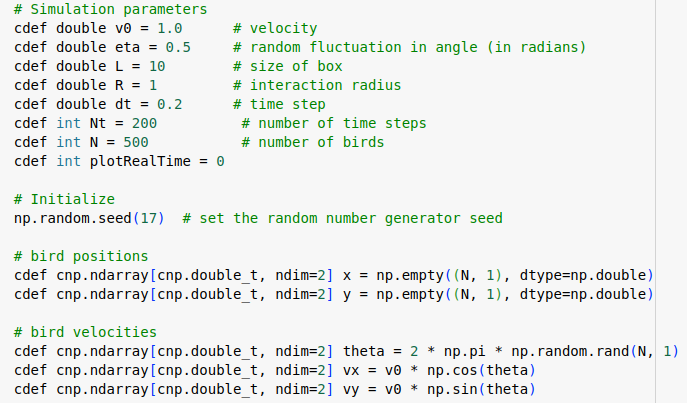 # Simulation parameters
cdef double v0 = 1.0      # velocity
cdef double eta = 0.5     # random fluctuation in angle (in radians)
cdef double L = 10        # size of box
cdef double R = 1         # interaction radius
cdef double dt = 0.2      # time step
cdef int Nt = 200          # number of time steps
cdef int N = 500           # number of birds
cdef int plotRealTime = 0

# Initialize
np.random.seed(17)  # set the random number generator seed

# bird positions
cdef cnp.ndarray[cnp.double_t, ndim=2] x = np.empty((N, 1), dtype=np.double)
cdef cnp.ndarray[cnp.double_t, ndim=2] y = np.empty((N, 1), dtype=np.double)

# bird velocities
cdef cnp.ndarray[cnp.double_t, ndim=2] theta = 2 * np.pi * np.random.rand(N, 1)
cdef cnp.ndarray[cnp.double_t, ndim=2] vx = v0 * np.cos(theta)
cdef cnp.ndarray[cnp.double_t, ndim=2] vy = v0 * np.sin(theta)